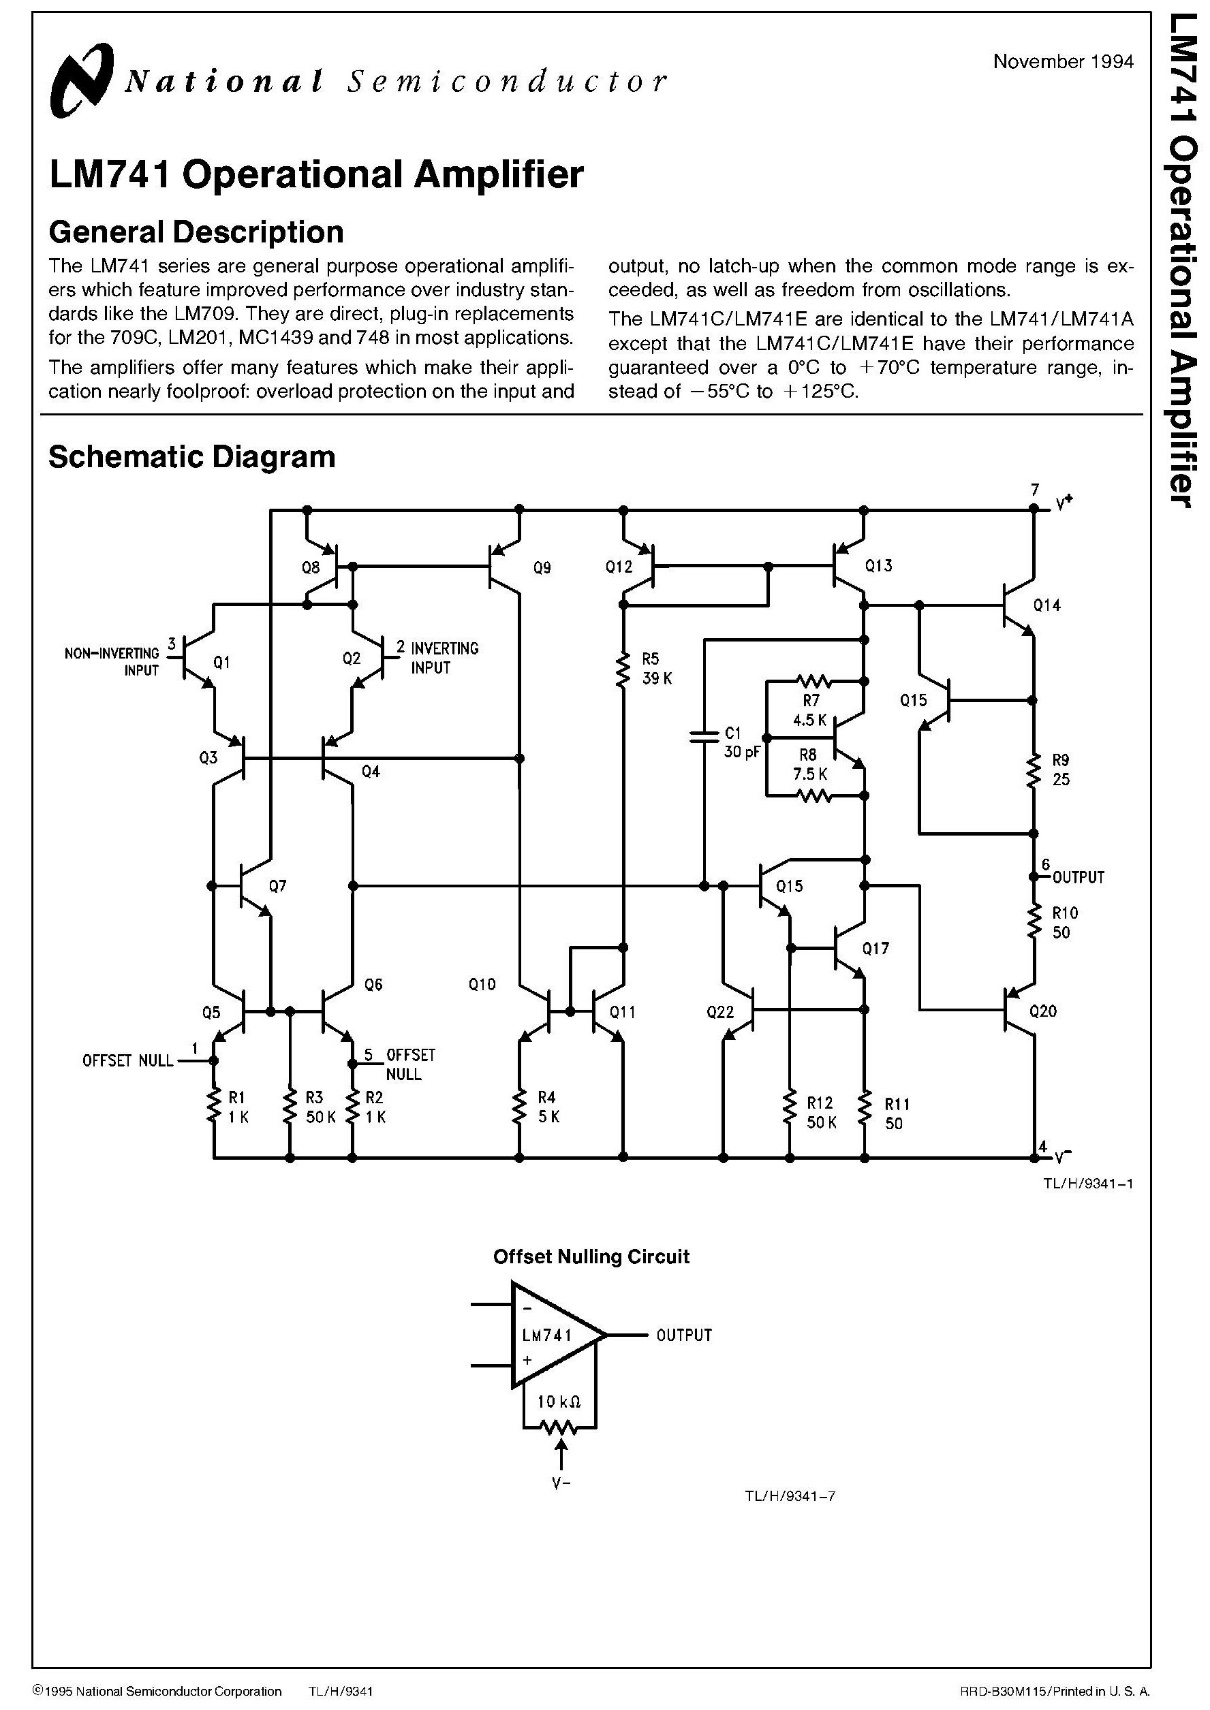 National Semiconductor
November 1994
LM741 Operational Amplifier
LM741 Operational Amplifier
General Description
The LM741 series are general purpose operational amplifi-
ers which feature improved performance over industry stan-
dards like the LM709. They are direct, plug-in replacements
for the 709C, LM201, MC1439 and 748 in most applications.
The amplifiers offer many features which make their appli-
cation nearly foolproof: overload protection on the input and
output, no latch-up when the common mode range is ex-
ceeded, as well as freedom from oscillations.
The LM741C/LM741E are identical to the LM741/LM741A
except that the LM741C/LM741E have their performance
guaranteed over a 0°C to +70°C temperature range, in-
stead of −55°C to +125°C.
Schematic Diagram
7
V+
Q8
Q9
Q12
Q13
Q14
NON-INVERTING
INPUT
3
Q1
Q2
2 INVERTING
INPUT
R5
39 K
R7
4.5 K
Q15
Q3
Q4
C1
30 pF
R8
7.5 K
R9
25
Q7
Q15
6
OUTPUT
R10
50
Q17
Q5
Q6
Q10
Q11
Q22
Q20
OFFSET NULL
1
5 OFFSET
NULL
R1
1 K
R3
50 K
R2
1 K
R4
5 K
R12
50 K
R11
50
4
V−
TL/H/9341–1
Offset Nulling Circuit
−
LM741
+
OUTPUT
10 kΩ
V−
TL/H/9341–7
©1995 National Semiconductor Corporation
TL/H/9341
RRD-B30M115/Printed in U. S. A.